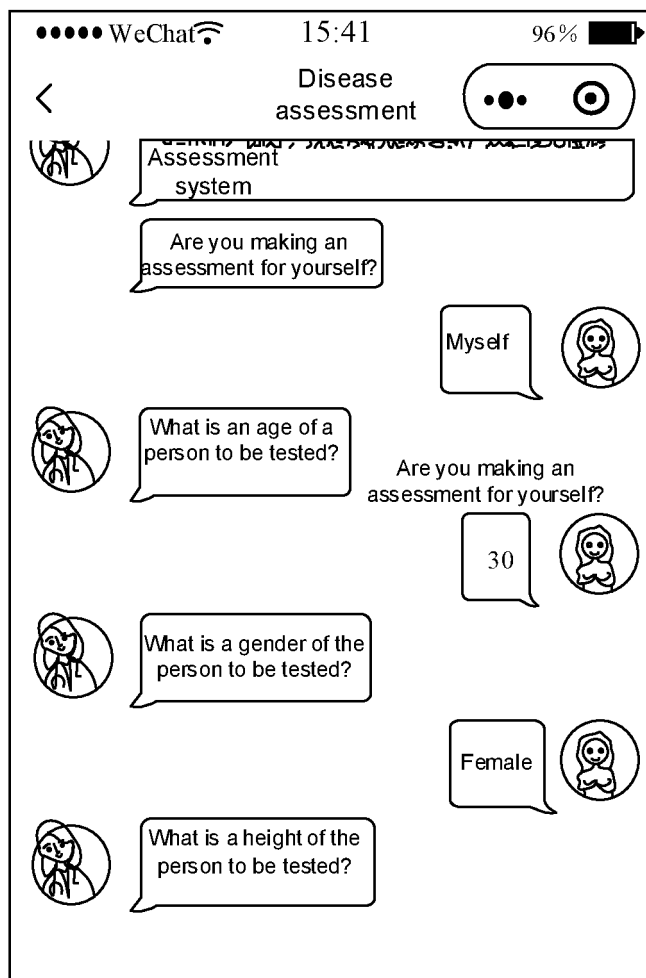 WeChat 15:41 96%
Disease
assessment
Assessment
system
Are you making an
assessment for yourself?
Myself
What is an age of a
person to be tested?
Are you making an
assessment for yourself?
30
What is a gender of the
person to be tested?
Female
What is a height of the
person to be tested?